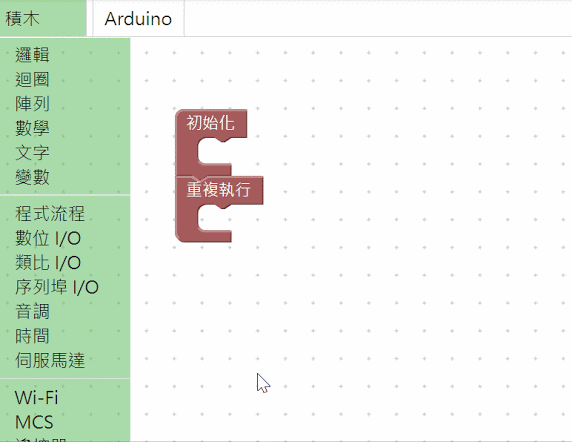 積木
Arduino
邏輯
迴圈
陣列
數學
文字
變數
程式流程
數位 I/O
類比 I/O
序列埠 I/O
音調
時間
伺服馬達
Wi-Fi
MCS
初始化
重複執行